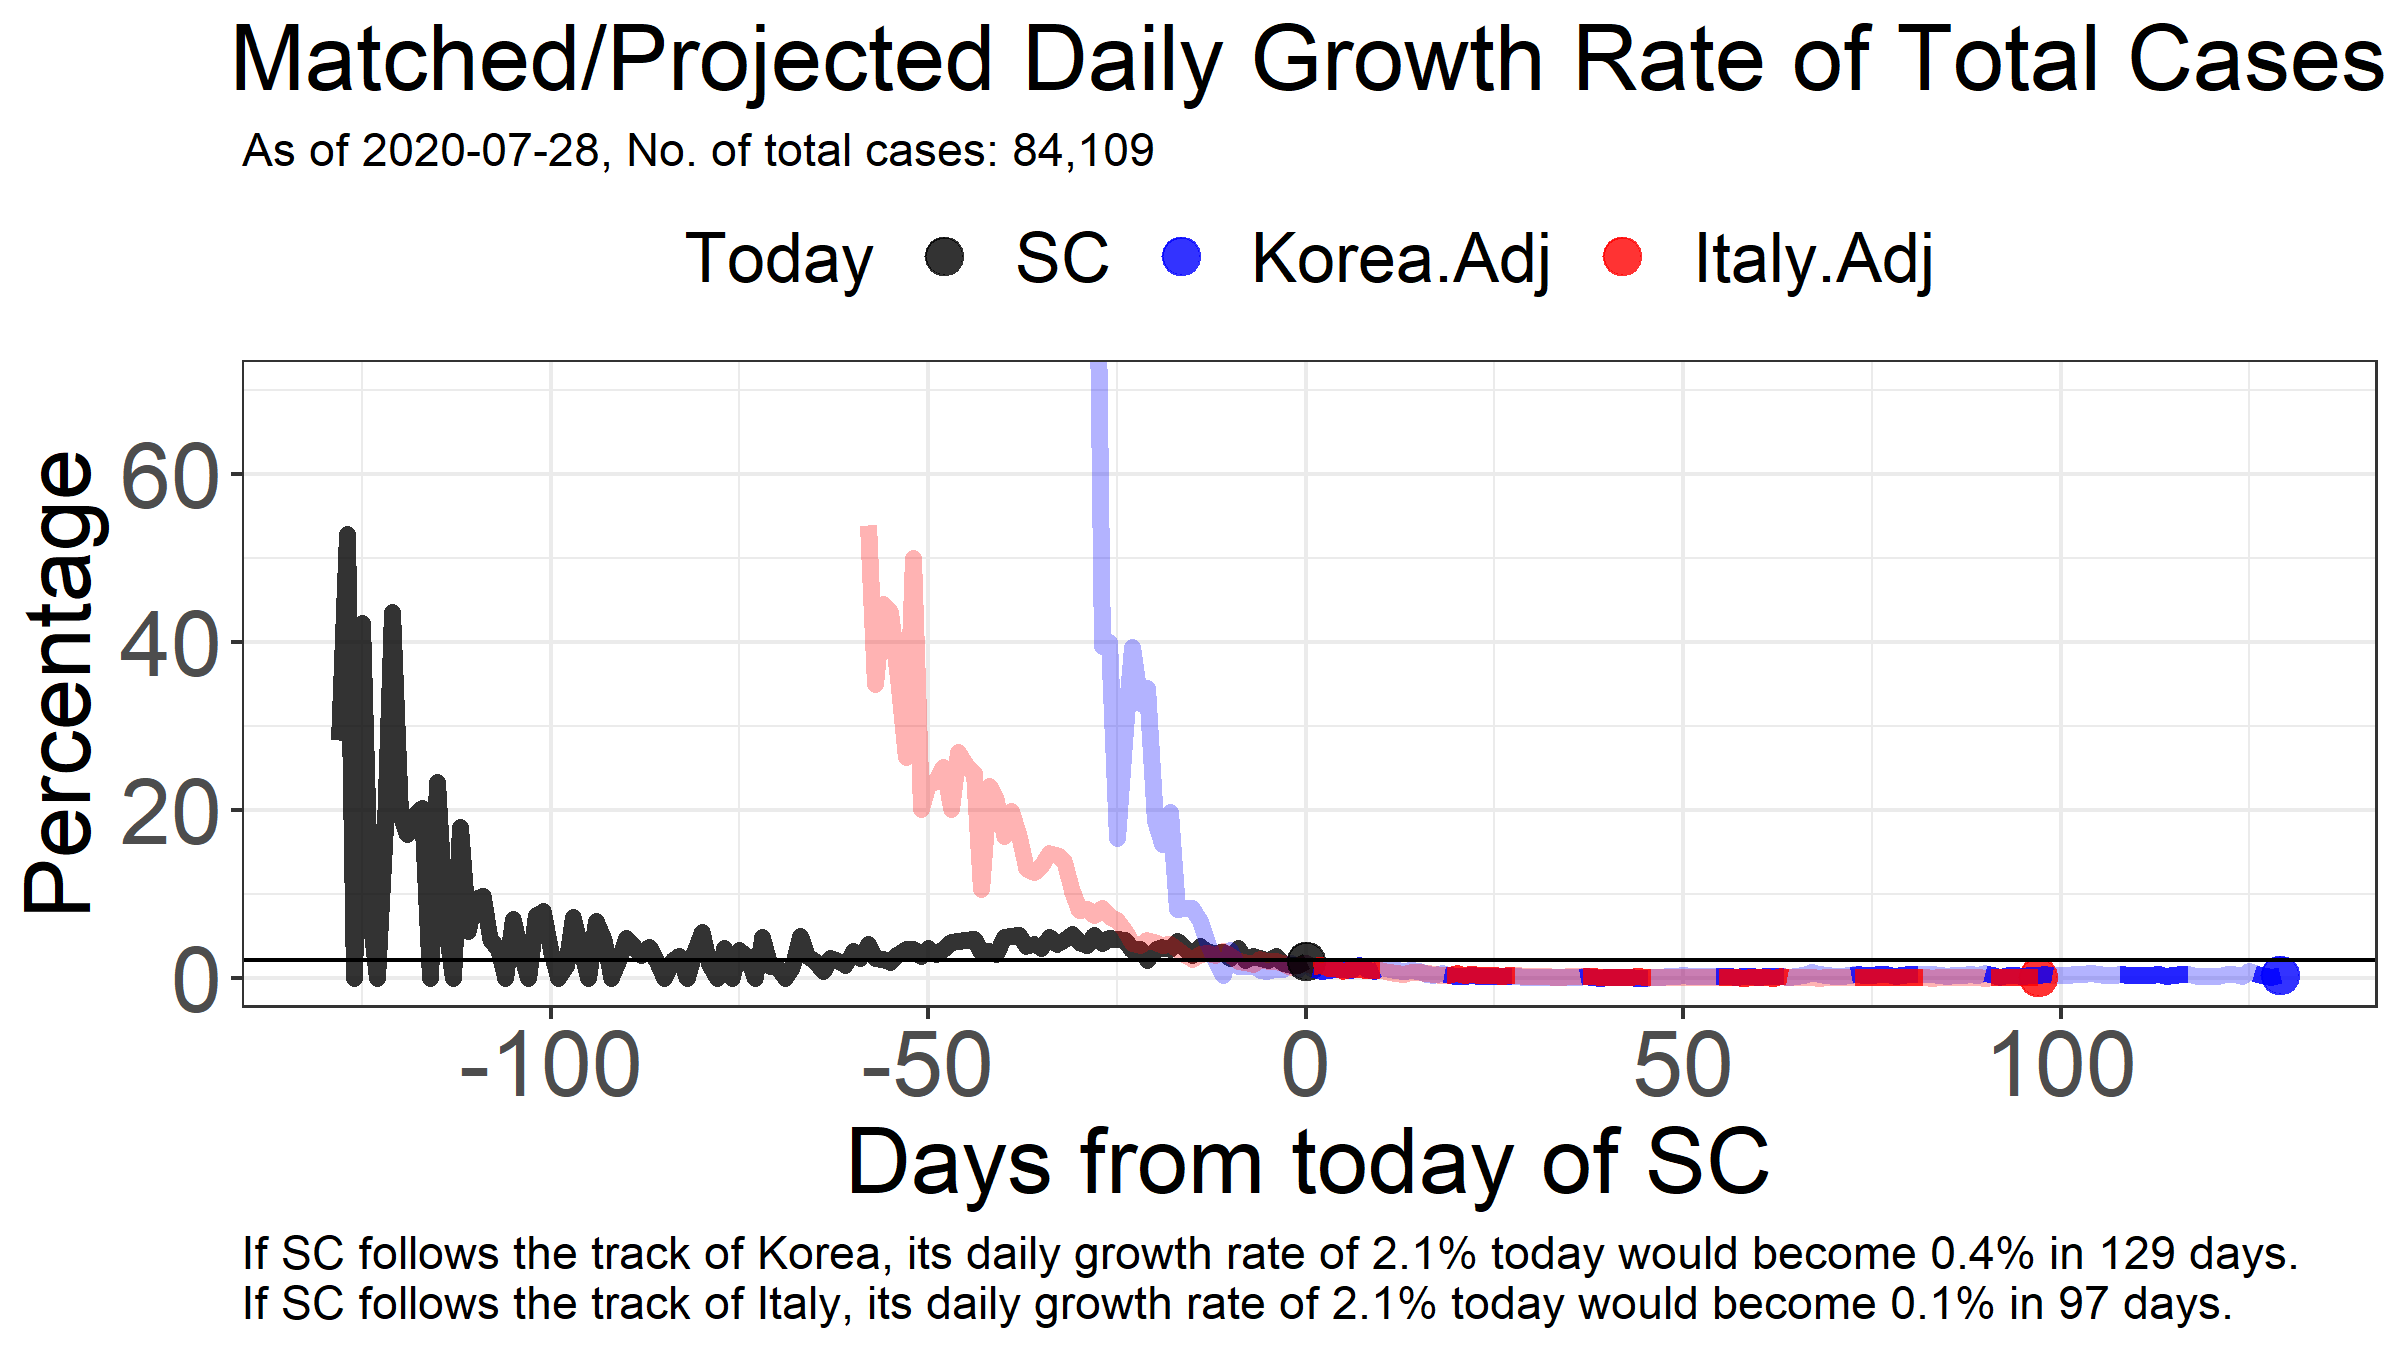 Matched/Projected Daily Growth Rate of Total Cases
As of 2020-07-28, No. of total cases: 84,109
Today SC Korea.Adj Italy.Adj
Percentage
60
40
20
0
-100 -50 0 50 100
Days from today of SC
If SC follows the track of Korea, its daily growth rate of 2.1% today would become 0.4% in 129 days.
If SC follows the track of Italy, its daily growth rate of 2.1% today would become 0.1% in 97 days.